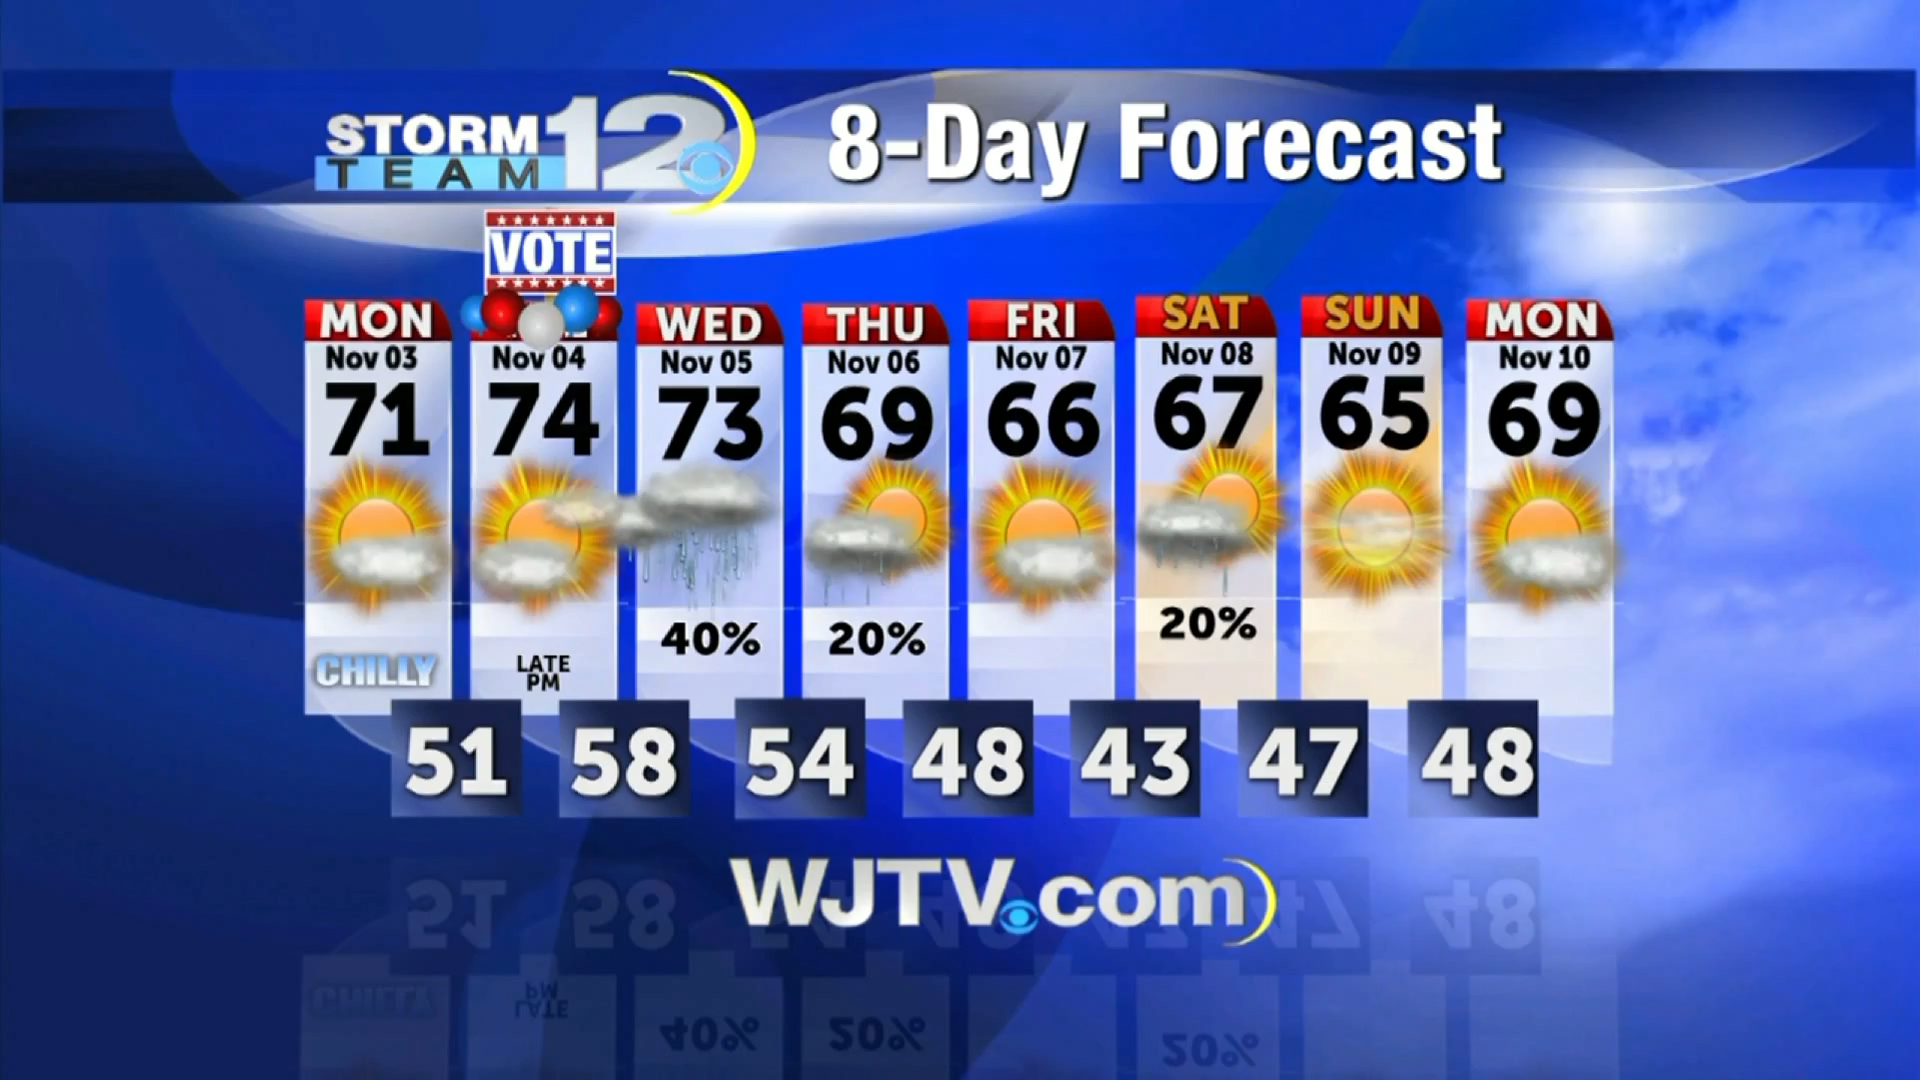 STORM TEAM 12
8-Day Forecast
VOTE
MON WED THU FRI SAT SUN MON
Nov 03 Nov 04 Nov 05 Nov 06 Nov 07 Nov 08 Nov 09 Nov 10
71 74 73 69 66 67 65 69
40% 20% 20%
CHILLY LATE PM
51 58 54 48 43 47 48
WJTV.com